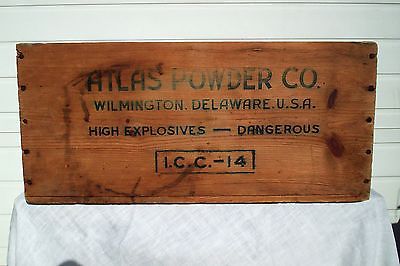 ATLAS POWDER CO.
WILMINGTON. DELAWARE. U.S.A.
HIGH EXPLOSIVES — DANGEROUS
I.C.C.-14